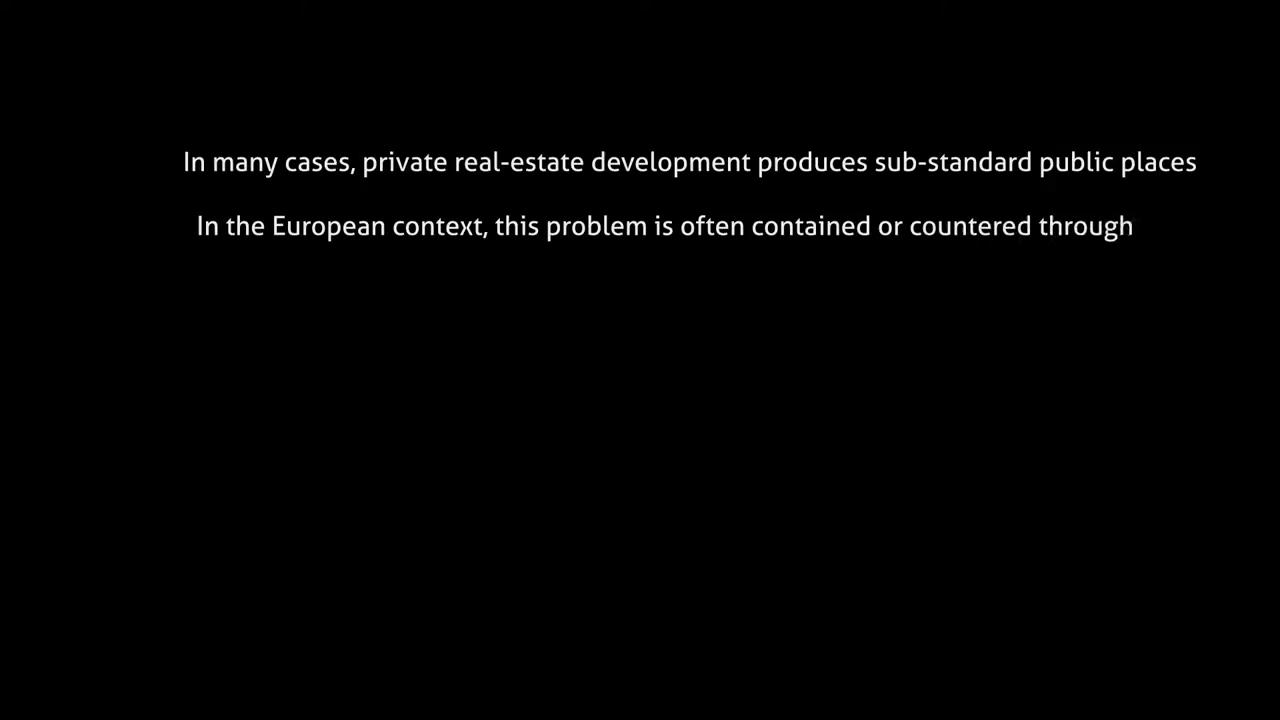 In many cases, private real-estate development produces sub-standard public places
In the European context, this problem is often contained or countered through